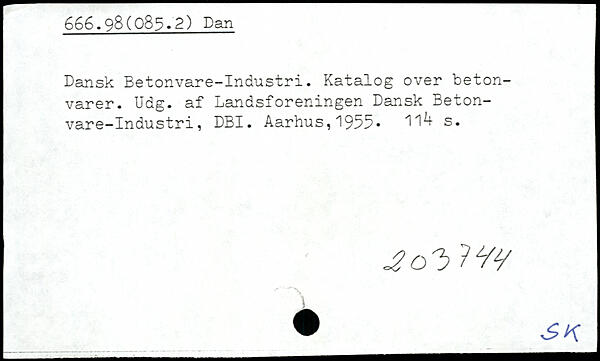 666.98(085.2) Dan
Dansk Betonvare-Industri. Katalog over beton-
varer. Udg. af Landsforeningen Dansk Beton-
vare-Industri, DBI. Aarhus,1955.  114 s.
203744
SK